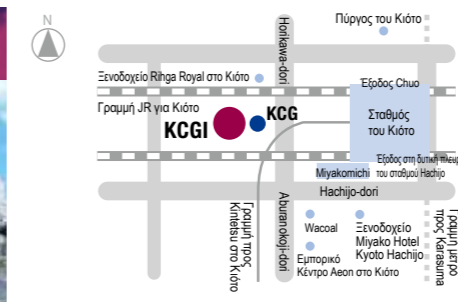 N
Πύργος του Κιότο
Horikawa-dori
Ξενοδοχείο Rihga Royal στο Κιότο
Έξοδος Chuo
Γραμμή JR για Κιότο
KCGI
KCG
Σταθμός
του Κιότο
Έξοδος στη δυτική πλευρ
του σταθμού Hachijo
Miyakomichi
Hachijo-dori
Γραμμή προς
Kintetsu στο Κιότο
Aburanokoji-dori
Wacoal
Ξενοδοχείο
Miyako Hotel
Kyoto Hachijo
Εμπορικό
Κέντρο Aeon στο Κιότο
Γραμμή μετρό
προς Karasuma